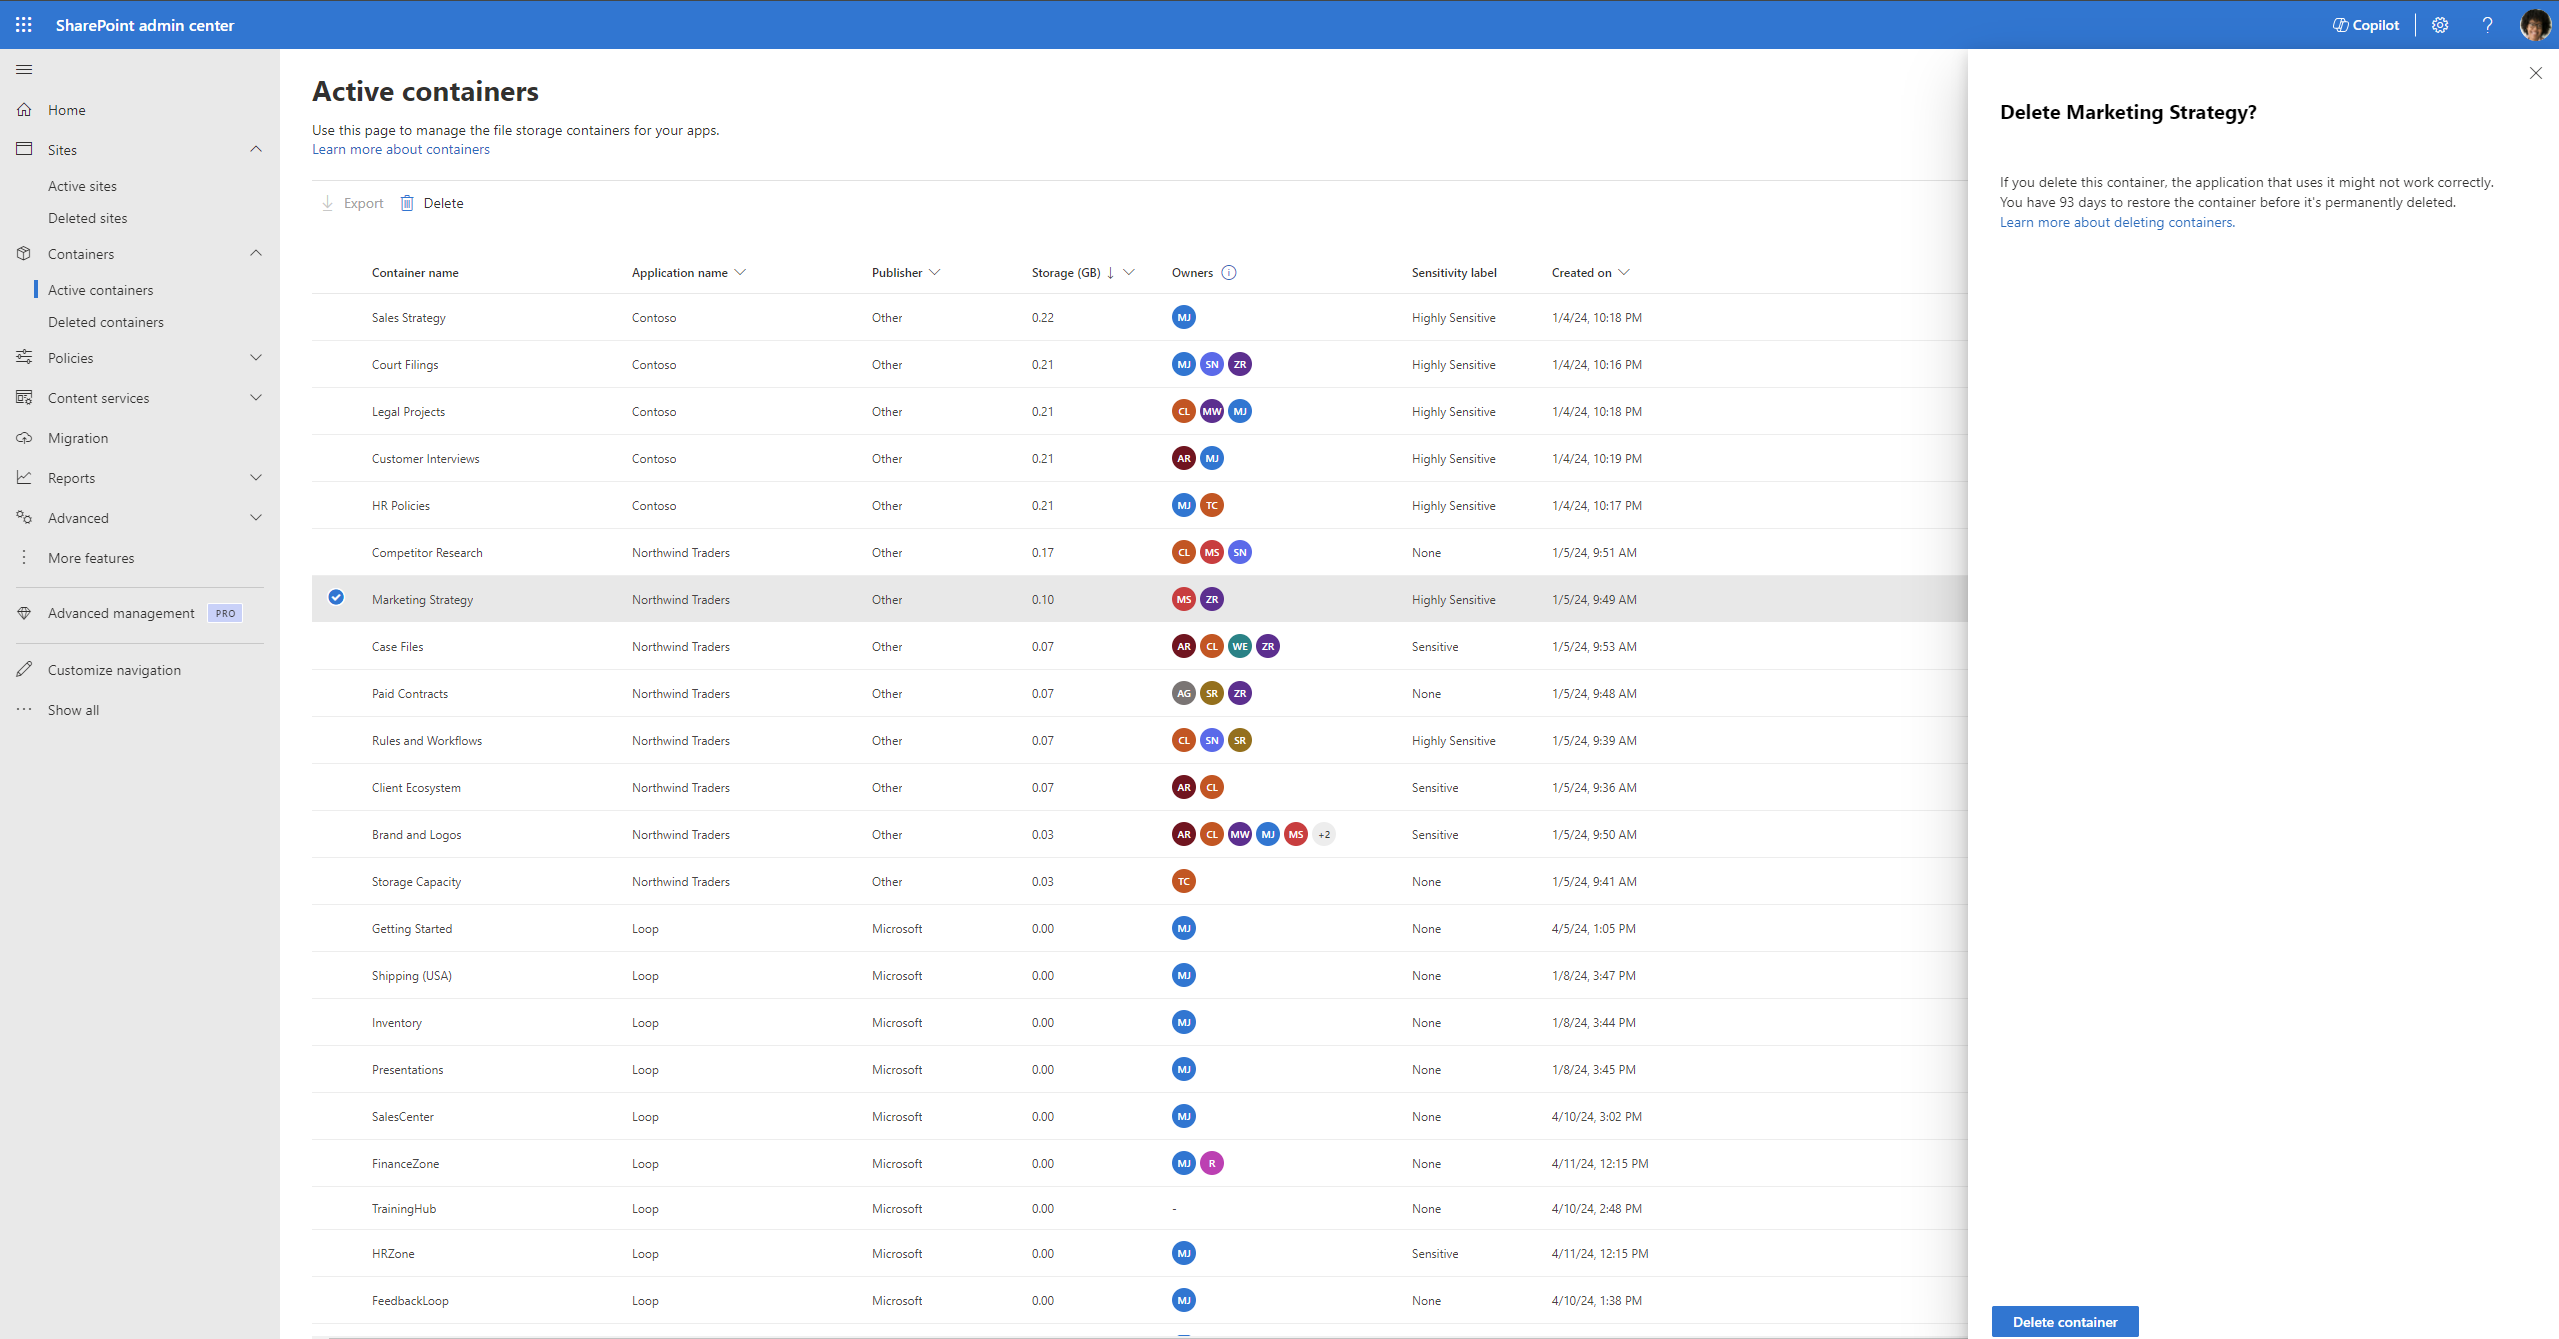 SharePoint admin center
Copilot
Home
Sites
Active sites
Deleted sites
Containers
Active containers
Deleted containers
Policies
Content services
Migration
Reports
Advanced
More features
Advanced management PRO
Customize navigation
Show all
Active containers
Use this page to manage the file storage containers for your apps.
Learn more about containers
Export Delete
Container name Application name Publisher Storage (GB) Owners Sensitivity label Created on
Sales Strategy Contoso Other 0.22 MJ Highly Sensitive 1/4/24, 10:18 PM
Court Filings Contoso Other 0.21 MJ SN ZR Highly Sensitive 1/4/24, 10:16 PM
Legal Projects Contoso Other 0.21 CL MW MJ Highly Sensitive 1/4/24, 10:18 PM
Customer Interviews Contoso Other 0.21 AR MJ Highly Sensitive 1/4/24, 10:19 PM
HR Policies Contoso Other 0.21 MJ TC Highly Sensitive 1/4/24, 10:17 PM
Competitor Research Northwind Traders Other 0.17 CL MS SN None 1/5/24, 9:51 AM
Marketing Strategy Northwind Traders Other 0.10 MS ZR Highly Sensitive 1/5/24, 9:49 AM
Case Files Northwind Traders Other 0.07 AR CL WE ZR Sensitive 1/5/24, 9:53 AM
Paid Contracts Northwind Traders Other 0.07 AG SR ZR None 1/5/24, 9:48 AM
Rules and Workflows Northwind Traders Other 0.07 CL SN SR Highly Sensitive 1/5/24, 9:39 AM
Client Ecosystem Northwind Traders Other 0.07 AR CL Sensitive 1/5/24, 9:36 AM
Brand and Logos Northwind Traders Other 0.03 AR CL MW MJ MS +2 Sensitive 1/5/24, 9:50 AM
Storage Capacity Northwind Traders Other 0.03 TC None 1/5/24, 9:41 AM
Getting Started Loop Microsoft 0.00 MJ None 4/5/24, 1:05 PM
Shipping (USA) Loop Microsoft 0.00 MJ None 1/8/24, 3:47 PM
Inventory Loop Microsoft 0.00 MJ None 1/8/24, 3:44 PM
Presentations Loop Microsoft 0.00 MJ None 1/8/24, 3:45 PM
SalesCenter Loop Microsoft 0.00 MJ None 4/10/24, 3:02 PM
FinanceZone Loop Microsoft 0.00 MJ R None 4/11/24, 12:15 PM
TrainingHub Loop Microsoft 0.00 - None 4/10/24, 2:48 PM
HRZone Loop Microsoft 0.00 MJ Sensitive 4/11/24, 12:15 PM
FeedbackLoop Loop Microsoft 0.00 MJ None 4/10/24, 1:38 PM
Delete Marketing Strategy?
If you delete this container, the application that uses it might not work correctly.
You have 93 days to restore the container before it's permanently deleted.
Learn more about deleting containers.
Delete container